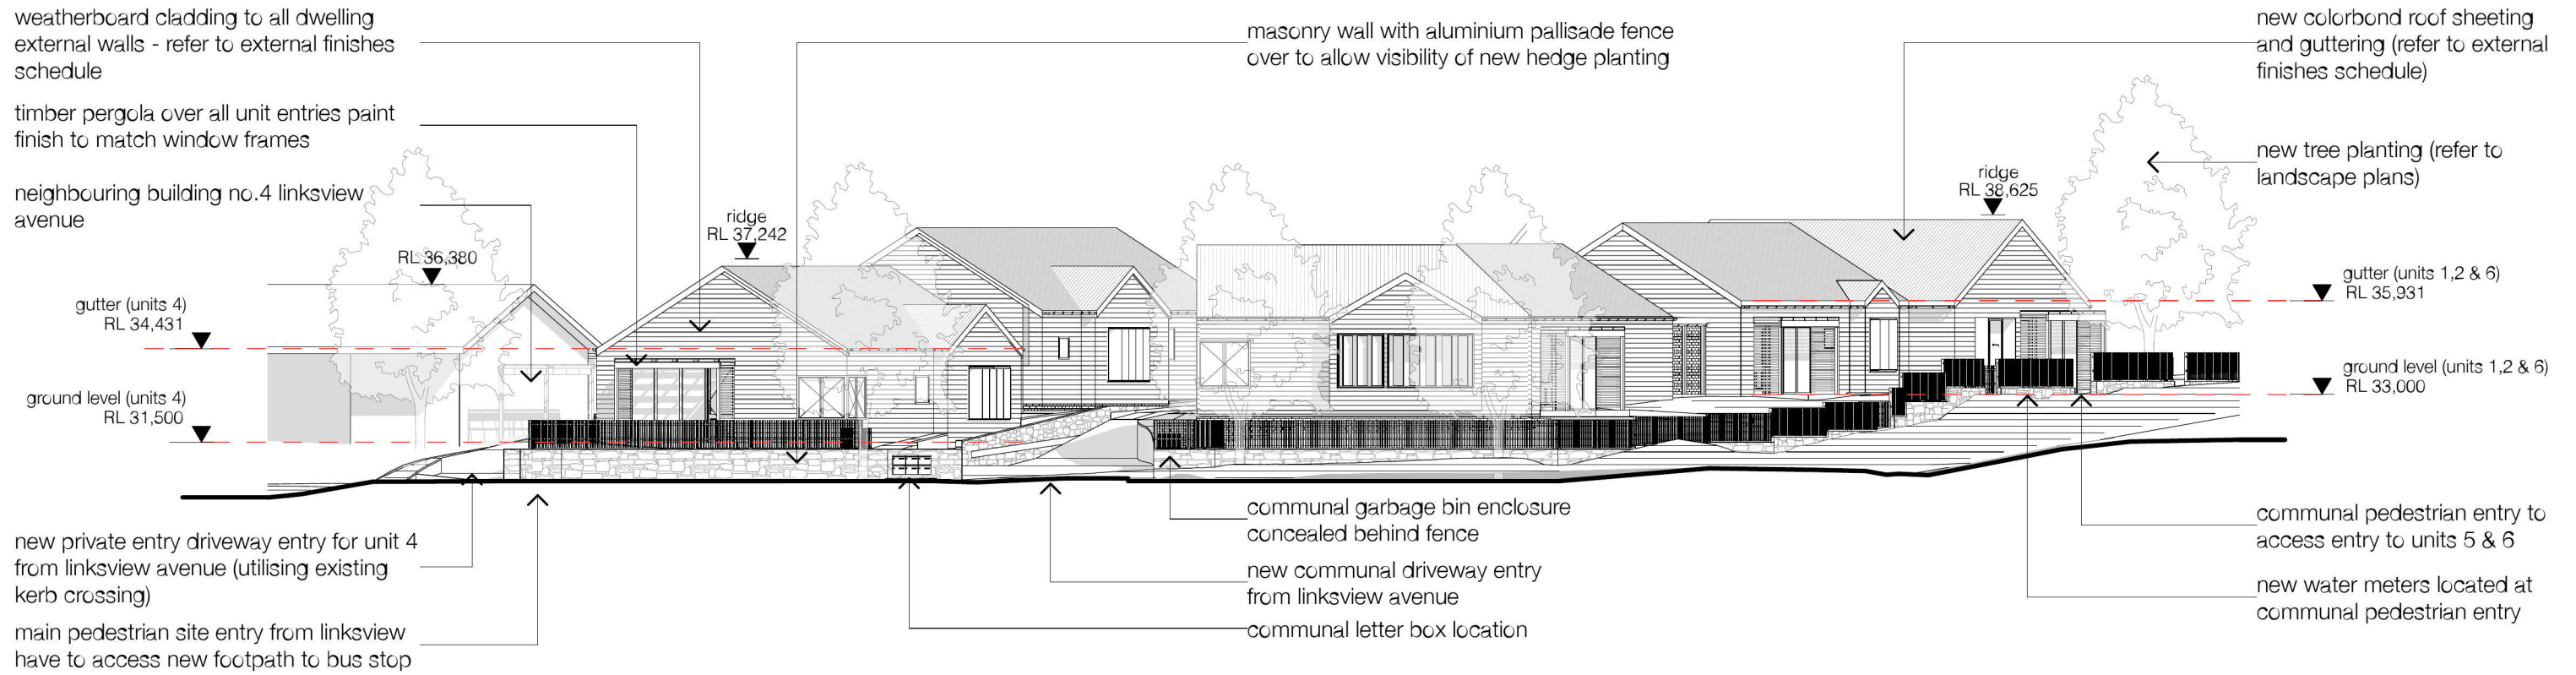 weatherboard cladding to all dwelling
external walls - refer to external finishes
schedule
timber pergola over all unit entries paint
finish to match window frames
neighbouring building no.4 linksview
avenue
RL 36,380
gutter (units 4)
RL 34,431
ground level (units 4)
RL 31,500
new private entry driveway entry for unit 4
from linksview avenue (utilising existing
kerb crossing)
main pedestrian site entry from linksview
have to access new footpath to bus stop
ridge
RL 37,242
masonry wall with aluminium pallisade fence
over to allow visibility of new hedge planting
communal garbage bin enclosure
concealed behind fence
new communal driveway entry
from linksview avenue
communal letter box location
ridge
RL 38,625
new colorbond roof sheeting
and guttering (refer to external
finishes schedule)
new tree planting (refer to
landscape plans)
gutter (units 1,2 & 6)
RL 35,931
ground level (units 1,2 & 6)
RL 33,000
communal pedestrian entry to
access entry to units 5 & 6
new water meters located at
communal pedestrian entry